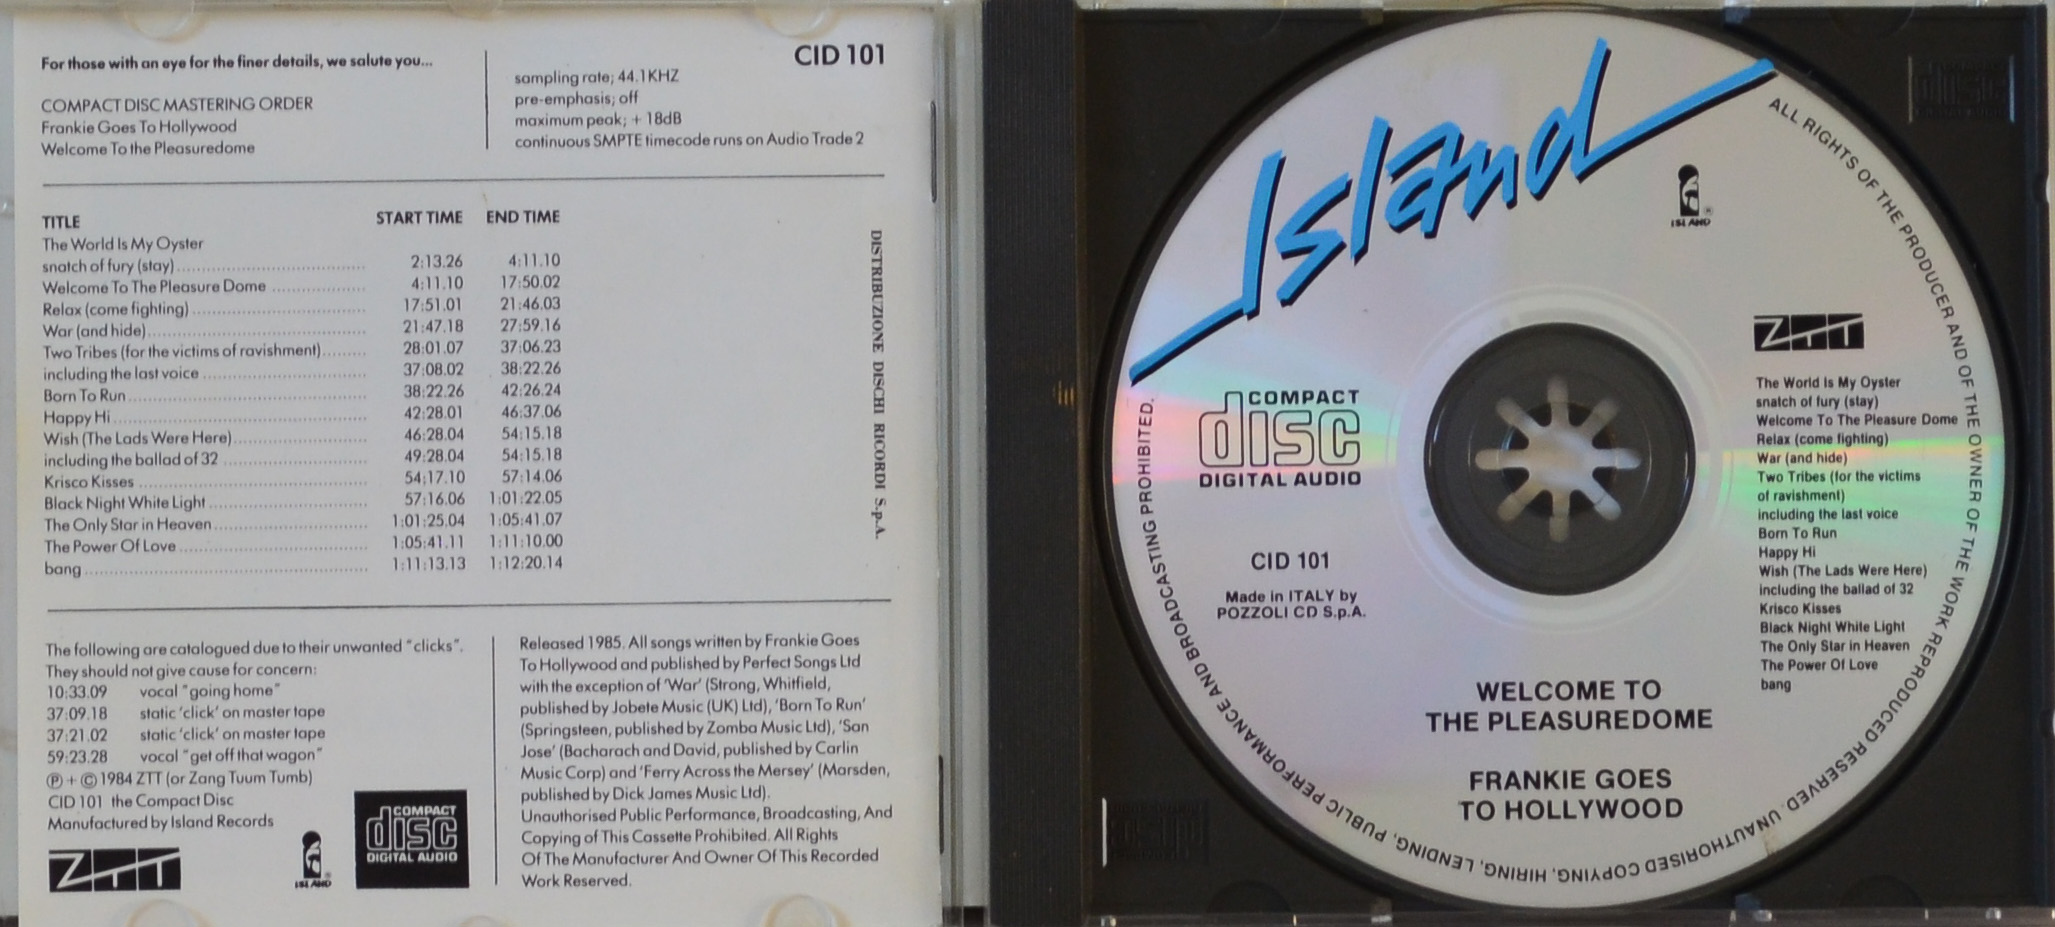 For those with an eye for the finer details, we salute you...
COMPACT DISC MASTERING ORDER
Frankie Goes To Hollywood
Welcome To the Pleasuredome
CID 101
sampling rate; 44.1KHZ
pre-emphasis; off
maximum peak; + 18dB
continuous SMPTE timecode runs on Audio Trade 2
TITLE START TIME END TIME
The World Is My Oyster
snatch of fury (stay) 2:13.26 4:11.10
Welcome To The Pleasure Dome 4:11.10 17:50.02
Relax (come fighting) 17:51.01 21:46.03
War (and hide) 21:47.18 27:59.16
Two Tribes (for the victims of ravishment) 28:01.07 37:06.23
including the last voice 37:08.02 38:22.26
Born To Run 38:22.26 42:26.24
Happy Hi 42:28.01 46:37.06
Wish (The Lads Were Here) 46:28.04 54:15.18
including the ballad of 32 49:28.04 54:15.18
Krisco Kisses 54:17.10 57:14.06
Black Night White Light 57:16.06 1:01:22.05
The Only Star in Heaven 1:01:25.04 1:05:41.07
The Power Of Love 1:05:41.11 1:11:10.00
bang 1:11:13.13 1:12:20.14
DISTRIBUZIONE DISCHI RICORDI S.p.A.
The following are catalogued due to their unwanted "clicks".
They should not give cause for concern:
10:33.09 vocal "going home"
37:09.18 static 'click' on master tape
37:21.02 static 'click' on master tape
59:23.28 vocal "get off that wagon"
Ⓟ + © 1984 ZTT (or Zang Tuum Tumb)
CID 101 the Compact Disc
Manufactured by Island Records
ZTT
ISLAND
COMPACT
disc
DIGITAL AUDIO
Released 1985. All songs written by Frankie Goes
To Hollywood and published by Perfect Songs Ltd
with the exception of 'War' (Strong, Whitfield,
published by Jobete Music (UK) Ltd), 'Born To Run'
(Springsteen, published by Zomba Music Ltd), 'San
Jose' (Bacharach and David, published by Carlin
Music Corp) and 'Ferry Across the Mersey' (Marsden,
published by Dick James Music Ltd).
Unauthorised Public Performance, Broadcasting, And
Copying of This Cassette Prohibited. All Rights
Of The Manufacturer And Owner Of This Recorded
Work Reserved.
Island
ISLAND ®
ALL RIGHTS OF THE PRODUCER AND OF THE OWNER OF THE WORK REPRODUCED RESERVED. UNAUTHORISED COPYING, HIRING, LENDING, PUBLIC PERFORMANCE AND BROADCASTING PROHIBITED.
COMPACT
disc
DIGITAL AUDIO
CID 101
Made in ITALY by
POZZOLI CD S.p.A.
ZTT
The World Is My Oyster
snatch of fury (stay)
Welcome To The Pleasure Dome
Relax (come fighting)
War (and hide)
Two Tribes (for the victims
of ravishment)
including the last voice
Born To Run
Happy Hi
Wish (The Lads Were Here)
including the ballad of 32
Krisco Kisses
Black Night White Light
The Only Star in Heaven
The Power Of Love
bang
WELCOME TO
THE PLEASUREDOME
FRANKIE GOES
TO HOLLYWOOD
disc
disc